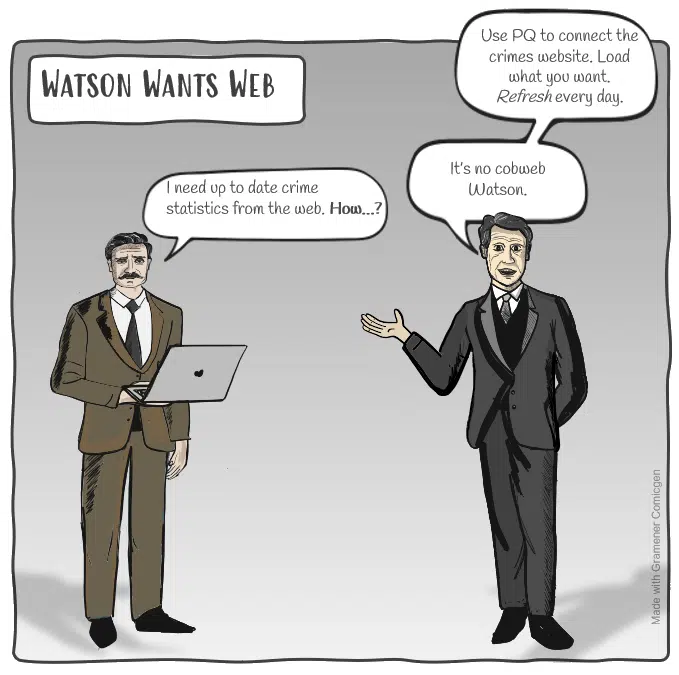 WATSON WANTS WEB
I need up to date crime
statistics from the web. How...?
It's no cobweb
Watson.
Use PQ to connect the
crimes website. Load
what you want.
Refresh every day.
Made with Gramener Comicgen